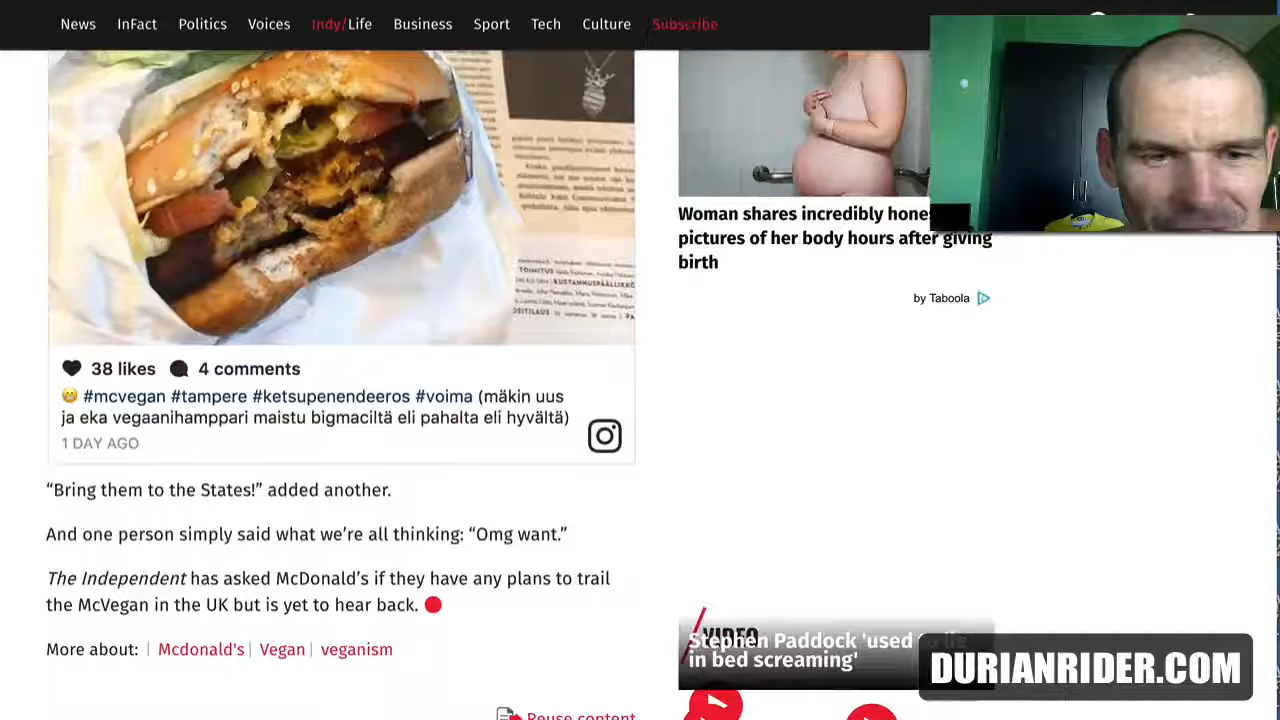 News InFact Politics Voices Indy/Life Business Sport Tech Culture Subscribe
38 likes 4 comments
#mcvegan #tampere #ketsupenendeeros #voima (mäkin uus
ja eka vegaanihamppari maistu bigmaciltä eli pahalta eli hyvältä)
1 DAY AGO
“Bring them to the States!” added another.
And one person simply said what we’re all thinking: “Omg want.”
The Independent has asked McDonald’s if they have any plans to trail
the McVegan in the UK but is yet to hear back.
More about: | Mcdonald's | Vegan | veganism
Reuse content
Woman shares incredibly
pictures of her body hours after giving
birth
by Taboola
VIDEO
Stephen Paddock 'used
in bed screaming'
DURIANRIDER.COM